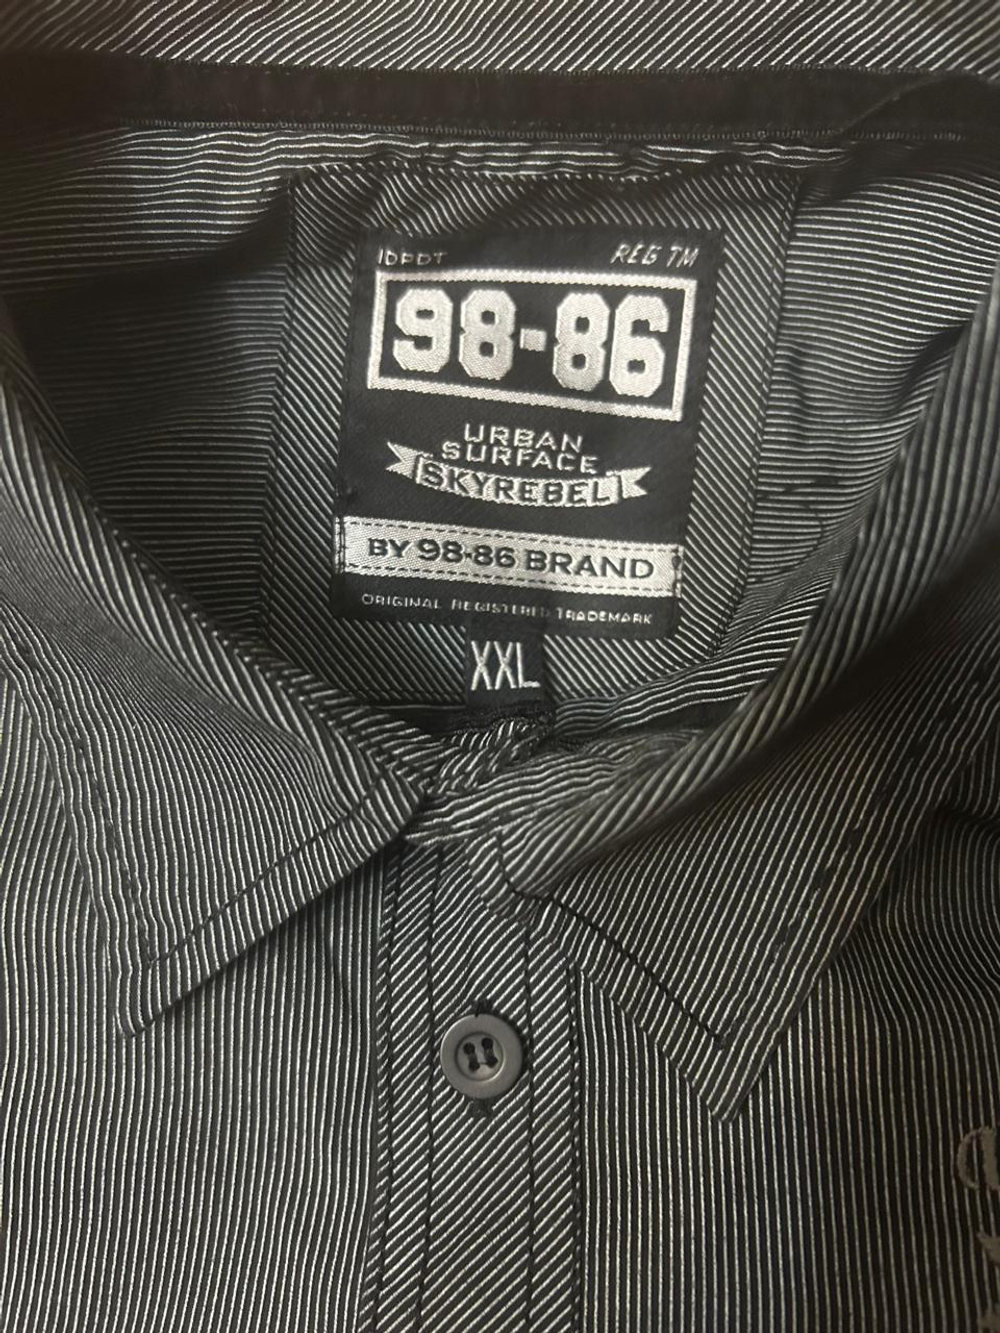 IDPDT
REG TM
98-86
URBAN
SURFACE
SKYREBEL
BY 98-86 BRAND
ORIGINAL REGISTERED TRADEMARK
XXL